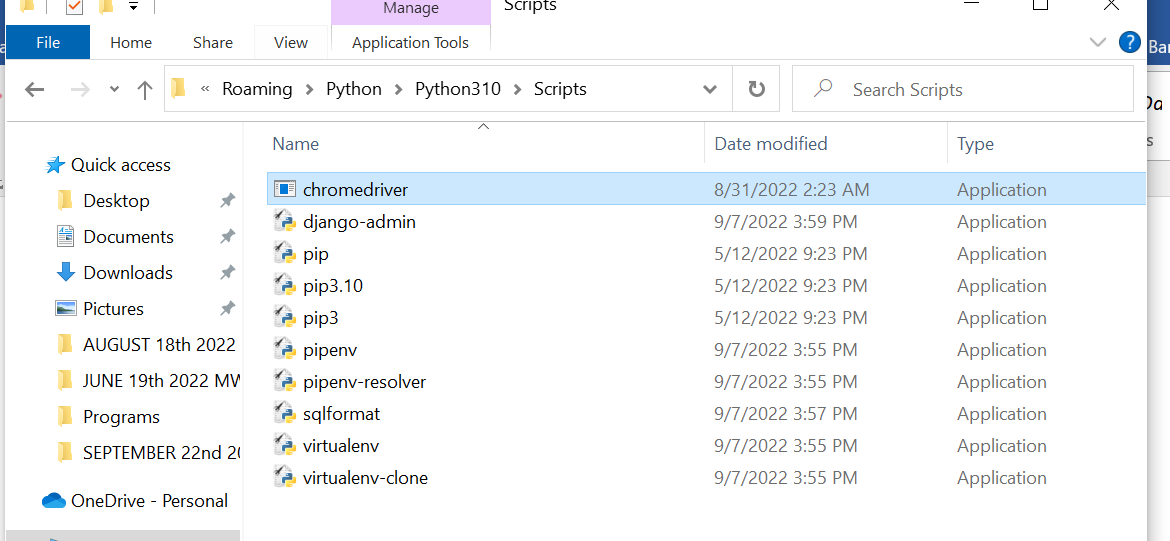 Manage
Scripts
File
Home
Share
View
Application Tools
?
Ba
« Roaming > Python > Python310 > Scripts
Search Scripts
Name
Date modified
Type
Quick access
Desktop
Documents
Downloads
Pictures
AUGUST 18th 2022
JUNE 19th 2022 MW
Programs
SEPTEMBER 22nd 20
OneDrive - Personal
chromedriver 8/31/2022 2:23 AM Application
django-admin 9/7/2022 3:59 PM Application
pip 5/12/2022 9:23 PM Application
pip3.10 5/12/2022 9:23 PM Application
pip3 5/12/2022 9:23 PM Application
pipenv 9/7/2022 3:55 PM Application
pipenv-resolver 9/7/2022 3:55 PM Application
sqlformat 9/7/2022 3:57 PM Application
virtualenv 9/7/2022 3:55 PM Application
virtualenv-clone 9/7/2022 3:55 PM Application